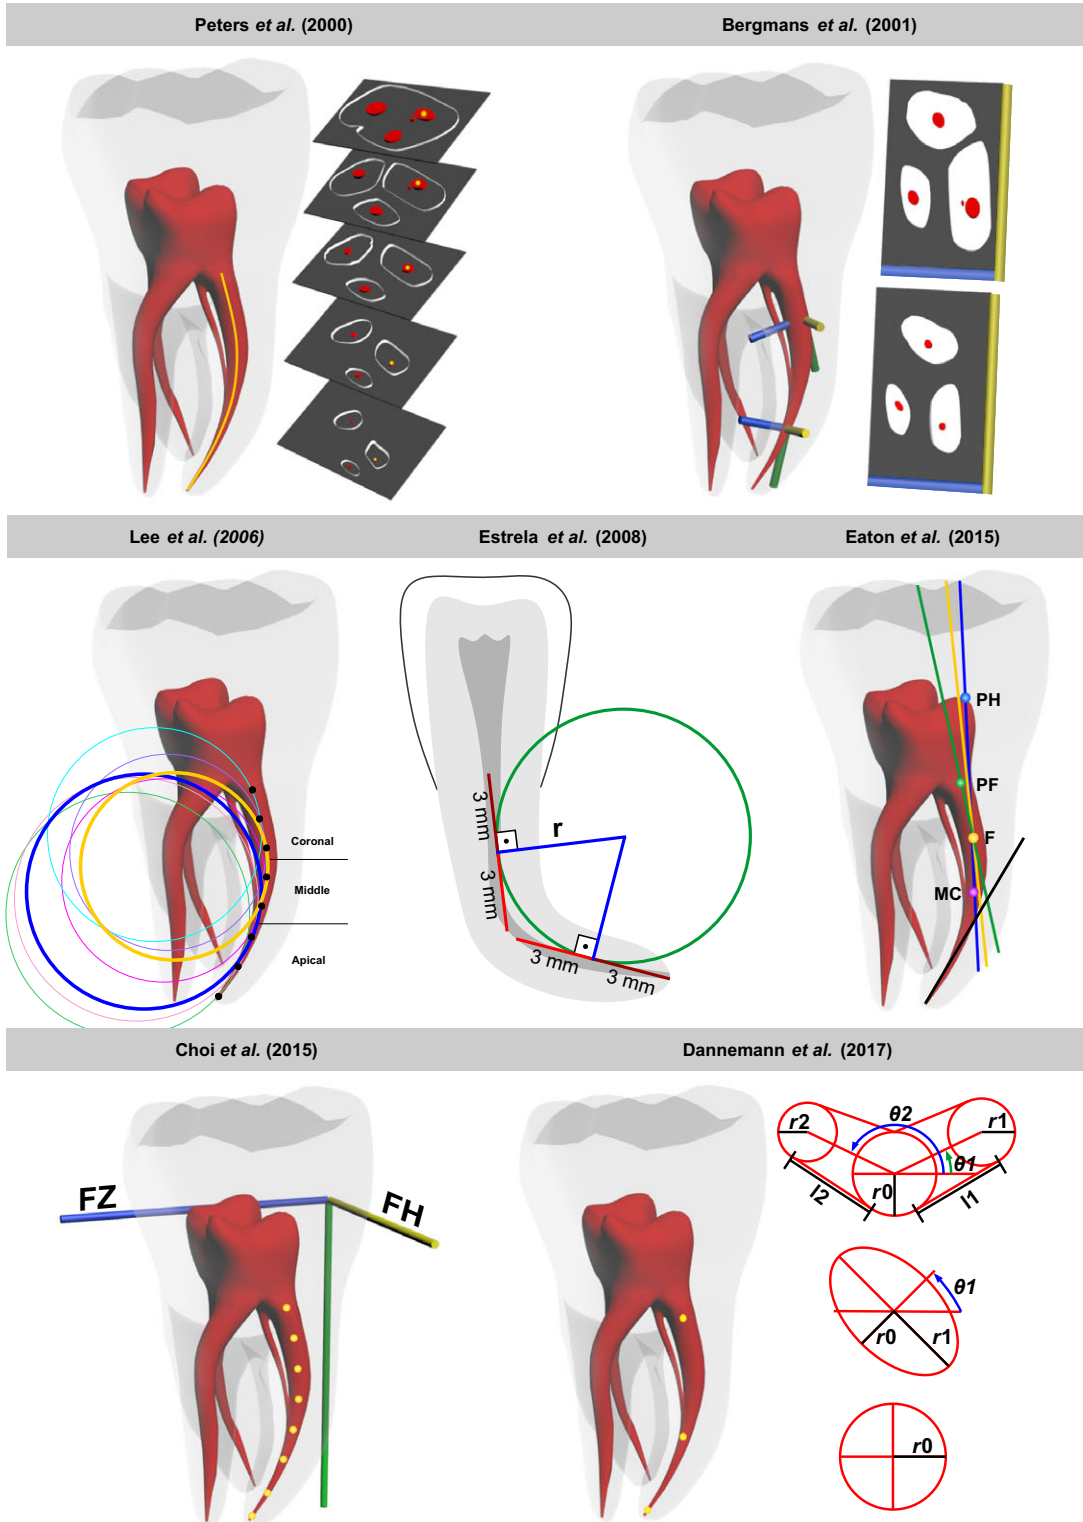 Peters et al. (2000)
Bergmans et al. (2001)
Lee et al. (2006)
Estrela et al. (2008)
Eaton et al. (2015)
Coronal
Middle
Apical
3 mm
3 mm
r
3 mm
3 mm
PH
PF
F
MC
Choi et al. (2015)
Dannemann et al. (2017)
FZ
FH
r2
θ2
r1
θ1
r0
l2
l1
θ1
r0
r1
r0